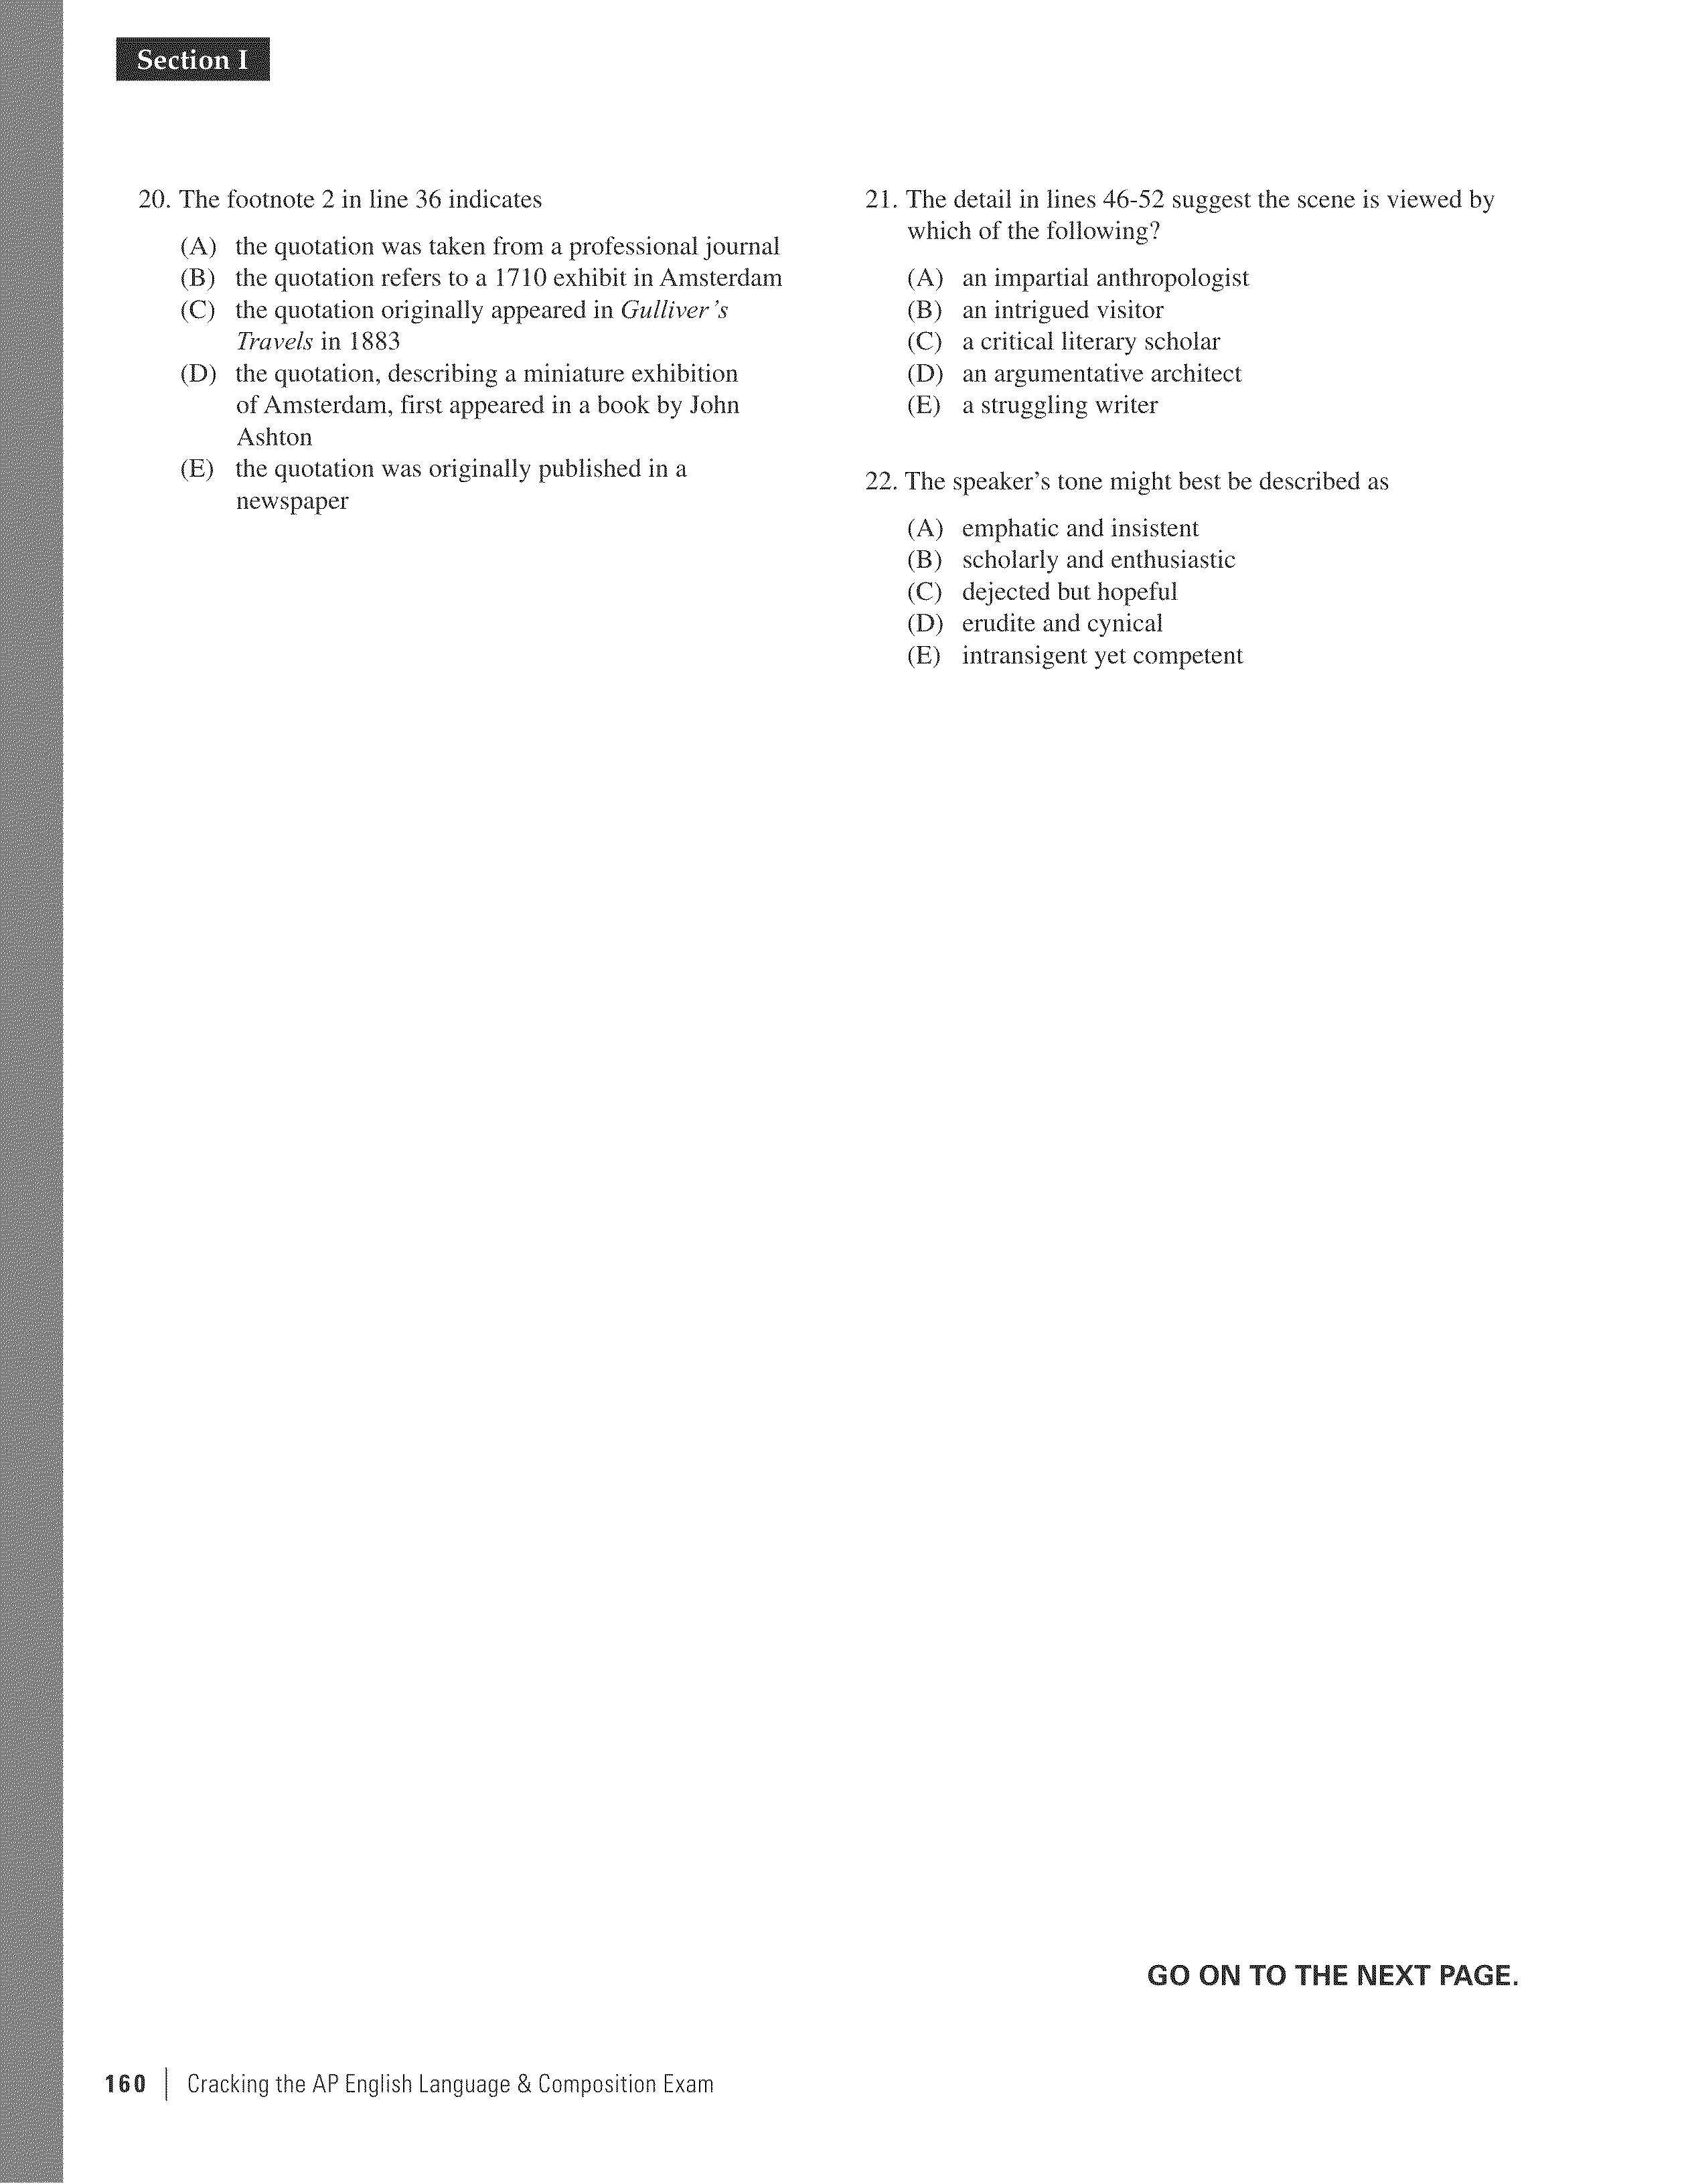 Section I
20. The footnote 2 in line 36 indicates
(A) the quotation was taken from a professional journal
(B) the quotation refers to a 1710 exhibit in Amsterdam
(C) the quotation originally appeared in Gulliver's
Travels in 1883
(D) the quotation, describing a miniature exhibition
of Amsterdam, first appeared in a book by John
Ashton
(E) the quotation was originally published in a
newspaper
21. The detail in lines 46-52 suggest the scene is viewed by
which of the following?
(A) an impartial anthropologist
(B) an intrigued visitor
(C) a critical literary scholar
(D) an argumentative architect
(E) a struggling writer
22. The speaker's tone might best be described as
(A) emphatic and insistent
(B) scholarly and enthusiastic
(C) dejected but hopeful
(D) erudite and cynical
(E) intransigent yet competent
GO ON TO THE NEXT PAGE.
160 | Cracking the AP English Language & Composition Exam